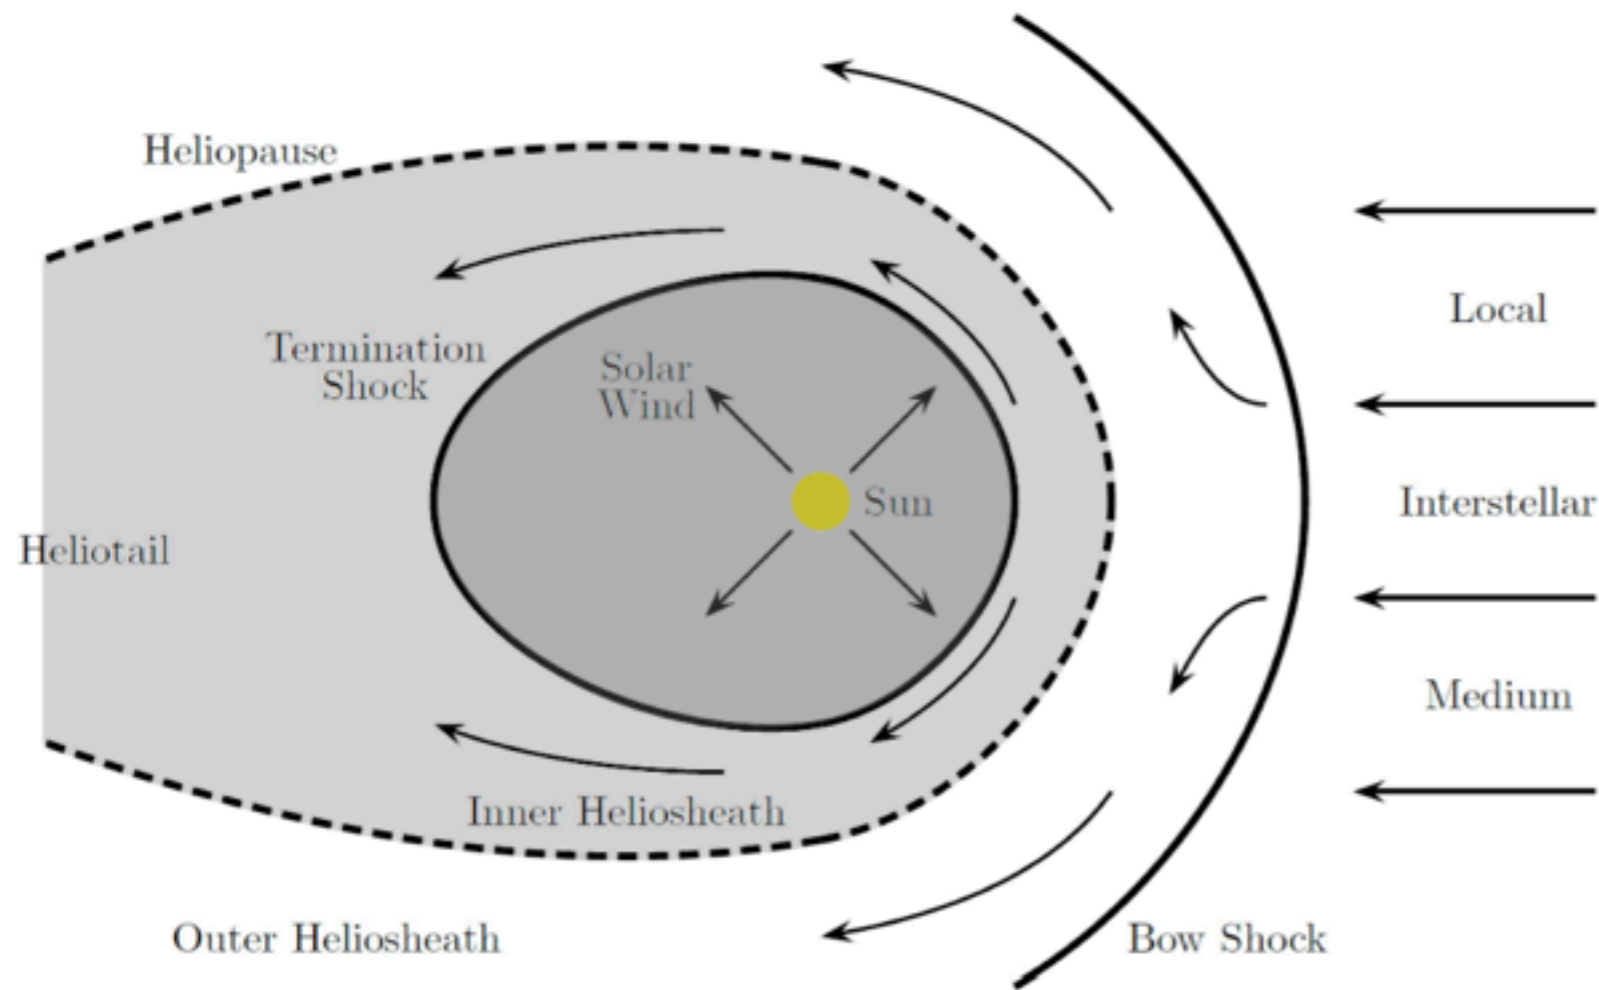 Heliopause
Local
Termination
Shock
Solar
Wind
Sun
Interstellar
Heliotail
Medium
Inner Heliosheath
Outer Heliosheath
Bow Shock